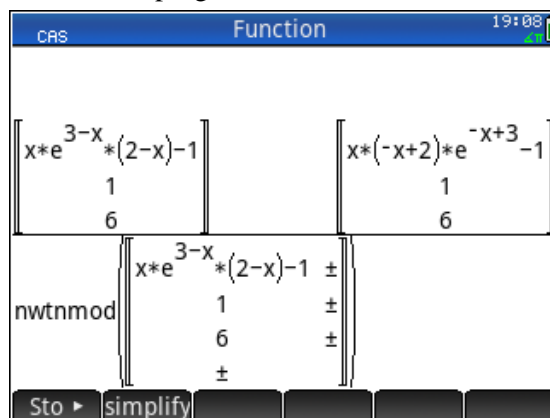 CAS Function 19:08
∡π
x*e^{3-x}*(2-x)-1 x*(-x+2)*e^{-x+3}-1
1 1
6 6
x*e^{3-x}*(2-x)-1 ±
nwtnmod 1 ±
6 ±
±
Sto ▸ simplify